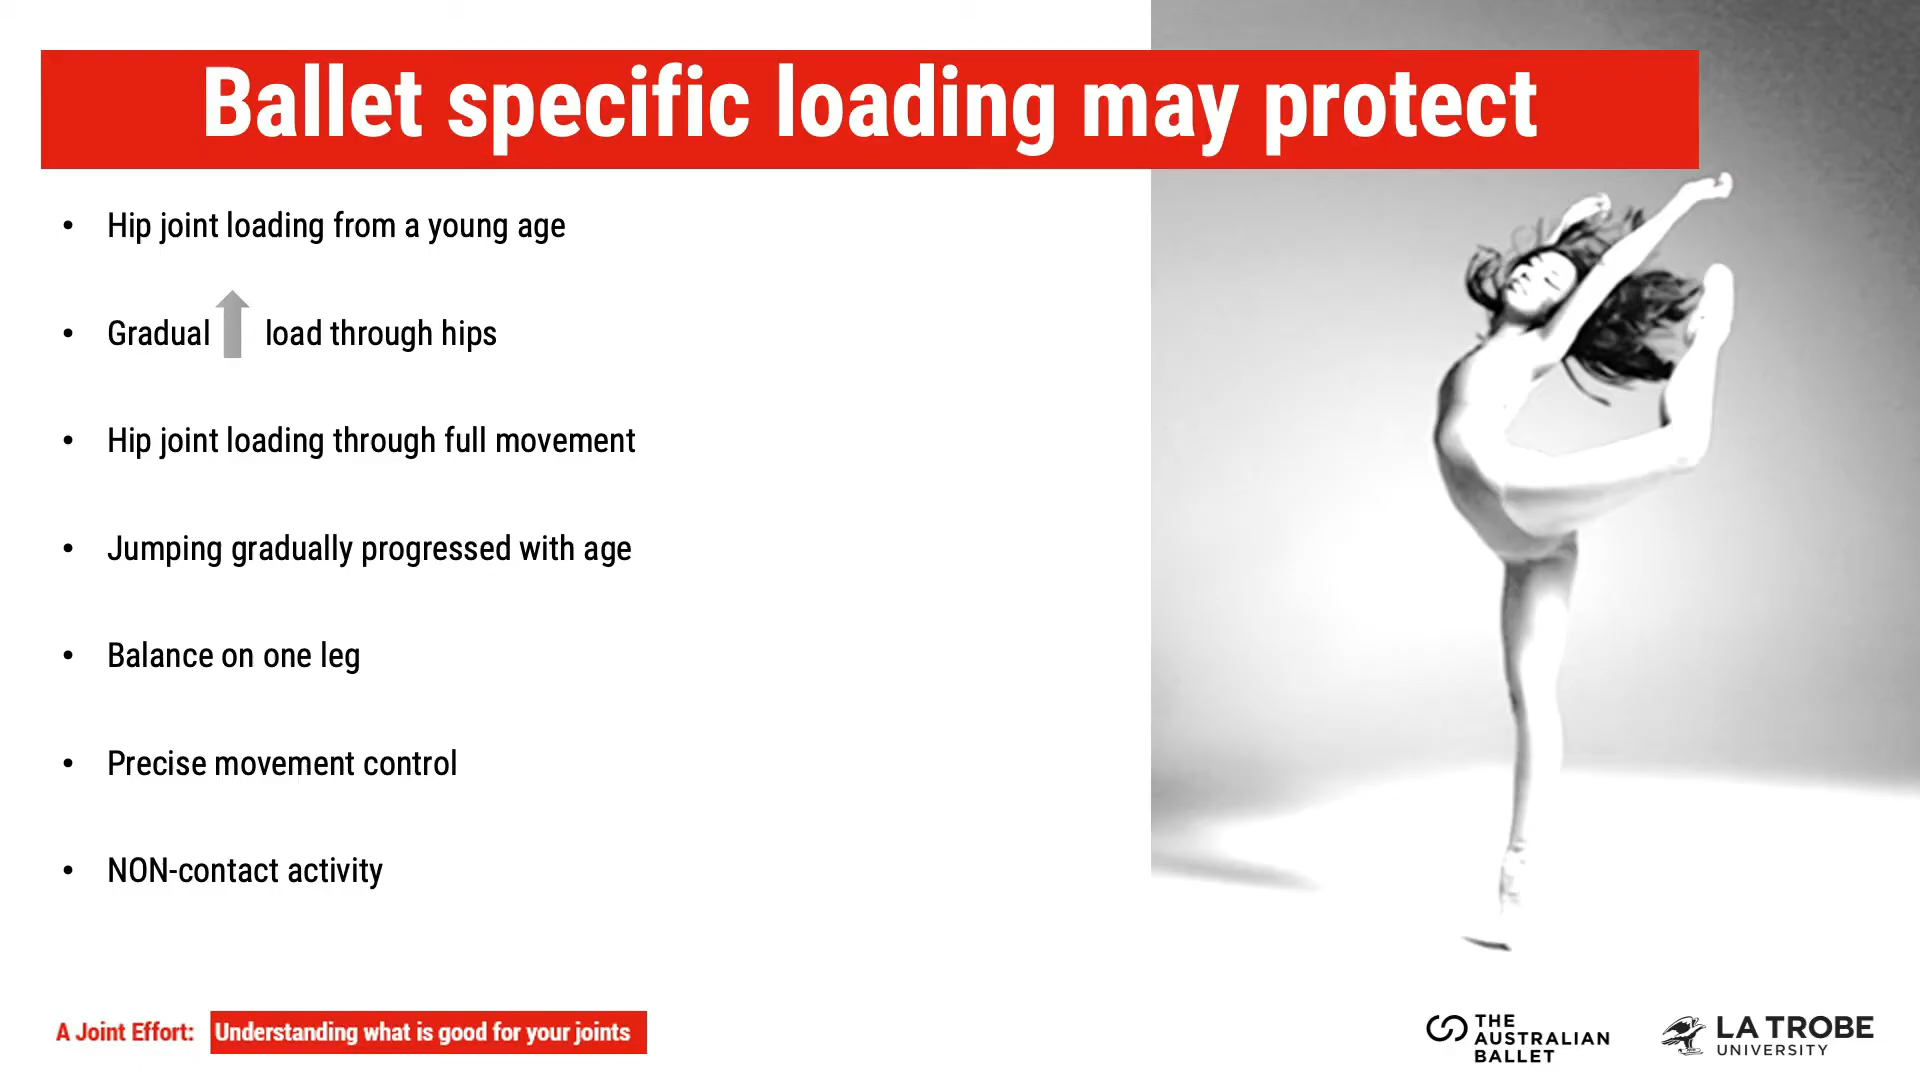 Ballet specific loading may protect
• Hip joint loading from a young age
• Gradual load through hips
• Hip joint loading through full movement
• Jumping gradually progressed with age
• Balance on one leg
• Precise movement control
• NON-contact activity
A Joint Effort: Understanding what is good for your joints
THE
AUSTRALIAN
BALLET
LA TROBE
UNIVERSITY